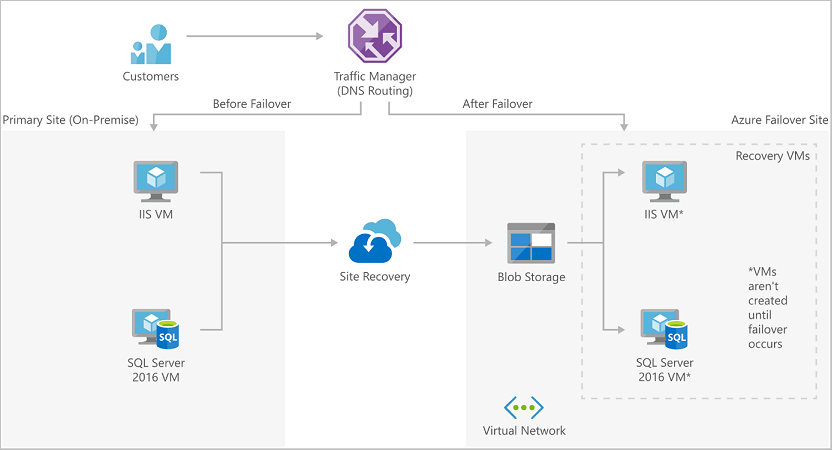 Customers
Traffic Manager
(DNS Routing)
Before Failover
After Failover
Primary Site (On-Premise)
Azure Failover Site
Recovery VMs
IIS VM
IIS VM*
Site Recovery
Blob Storage
*VMs
aren't
created
until
failover
occurs
SQL
SQL Server
2016 VM
SQL
SQL Server
2016 VM*
Virtual Network